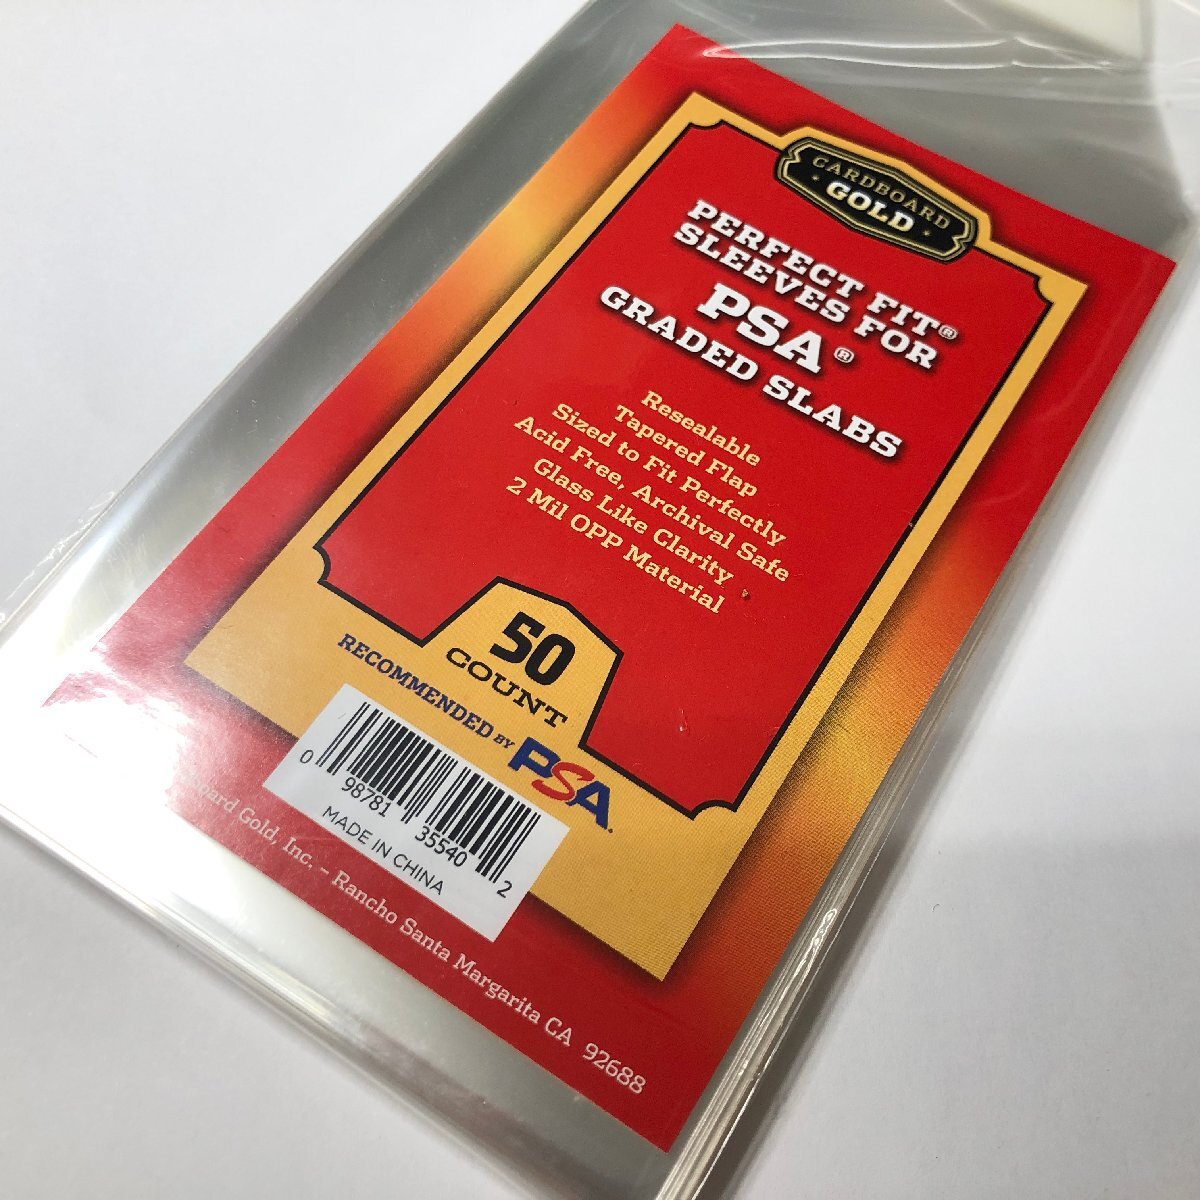 CARDBOARD
GOLD
PERFECT FIT®
SLEEVES FOR
PSA®
GRADED SLABS
Resealable
Tapered Flap
Sized to Fit Perfectly
Acid Free, Archival Safe
Glass Like Clarity
2 Mil OPP Material
50
COUNT
RECOMMENDED BY PSA
0 98781 35540 2
MADE IN CHINA
Gold, Inc. – Rancho Santa Margarita CA 92688